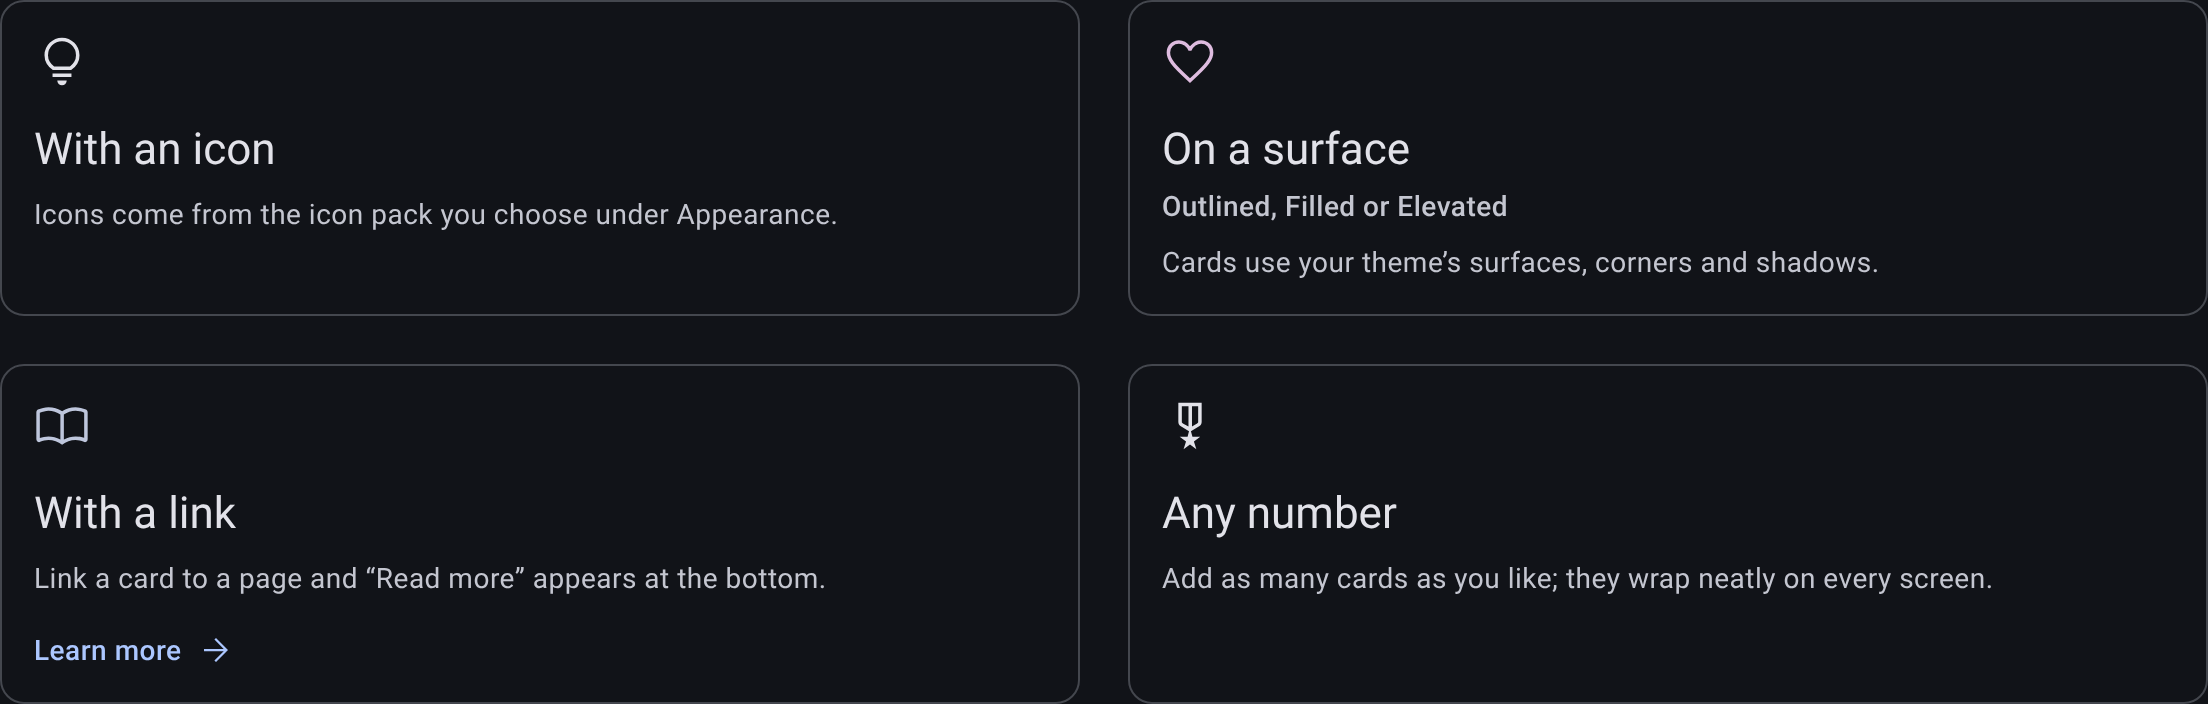 With an icon
Icons come from the icon pack you choose under Appearance.
On a surface
Outlined, Filled or Elevated
Cards use your theme’s surfaces, corners and shadows.
With a link
Link a card to a page and “Read more” appears at the bottom.
Learn more
Any number
Add as many cards as you like; they wrap neatly on every screen.